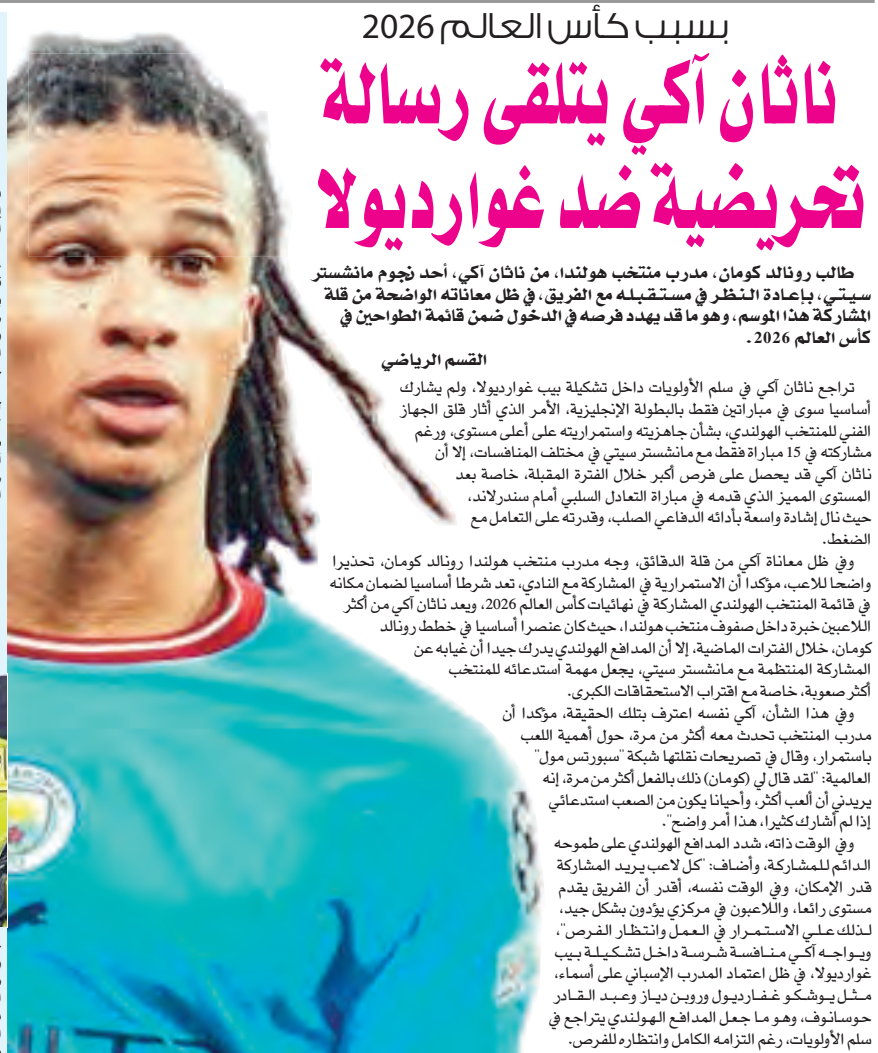 بسبب كأس العالم 2026
ناثان آكي يتلقى رسالة
تحريضية ضد غوارديولا
طالب رونالد كومان، مدرب منتخب هولندا، من ناثان آكي، أحد نجوم مانشستر
سيتي، بإعادة النظر في مستقبله مع الفريق، في ظل معاناته الواضحة من قلة
المشاركة هذا الموسم، وهو ما قد يهدد فرصه في الدخول ضمن قائمة الطواحين في
كأس العالم 2026.
القسم الرياضي
تراجع ناثان آكي في سلم الأولويات داخل تشكيلة بيب غوارديولا، ولم يشارك
أساسيا سوى في مباراتين فقط بالبطولة الإنجليزية، الأمر الذي أثار قلق الجهاز
الفني للمنتخب الهولندي، بشأن جاهزيته واستمراريته على أعلى مستوى، ورغم
مشاركته في 15 مباراة فقط مع مانشستر سيتي في مختلف المنافسات، إلا أن
ناثان آكي قد يحصل على فرص أكبر خلال الفترة المقبلة، خاصة بعد
المستوى المميز الذي قدمه في مباراة التعادل السلبي أمام سندرلاند،
حيث نال إشادة واسعة بأدائه الدفاعي الصلب، وقدرته على التعامل مع
الضغط.
وفي ظل معاناة آكي من قلة الدقائق، وجه مدرب منتخب هولندا رونالد كومان، تحذيرا
واضحا للاعب، مؤكدا أن الاستمرارية في المشاركة مع النادي، تعد شرطا أساسيا لضمان مكانه
في قائمة المنتخب الهولندي المشاركة في نهائيات كأس العالم 2026، ويعد ناثان آكي من أكثر
اللاعبين خبرة داخل صفوف منتخب هولندا، حيث كان عنصرا أساسيا في خطط رونالد
كومان، خلال الفترات الماضية، إلا أن المدافع الهولندي يدرك جيدا أن غيابه عن
المشاركة المنتظمة مع مانشستر سيتي، يجعل مهمة استدعائه للمنتخب
أكثر صعوبة، خاصة مع اقتراب الاستحقاقات الكبرى.
وفي هذا الشأن، آكي نفسه اعترف بتلك الحقيقة، مؤكدا أن
مدرب المنتخب تحدث معه أكثر من مرة، حول أهمية اللعب
باستمرار، وقال في تصريحات نقلتها شبكة "سبورتس مول"
العالمية: "لقد قال لي (كومان) ذلك بالفعل أكثر من مرة، إنه
يريدني أن ألعب أكثر، وأحيانا يكون من الصعب استدعائي
إذا لم أشارك كثيرا، هذا أمر واضح".
وفي الوقت ذاته، شدد المدافع الهولندي على طموحه
الدائم للمشاركة، وأضاف: "كل لاعب يريد المشاركة
قدر الإمكان، وفي الوقت نفسه، أقدر أن الفريق يقدم
مستوى رائعا، واللاعبون في مركزي يؤدون بشكل جيد،
لذلك علي الاستمرار في العمل وانتظار الفرص"،
ويواجه آكي منافسة شرسة داخل تشكيلة بيب
غوارديولا، في ظل اعتماد المدرب الإسباني على أسماء،
مثل يوشكو غفارديول وروبن دياز وعبد القادر
حوسانوف، وهو ما جعل المدافع الهولندي يتراجع في
سلم الأولويات، رغم التزامه الكامل وانتظاره للفرص.